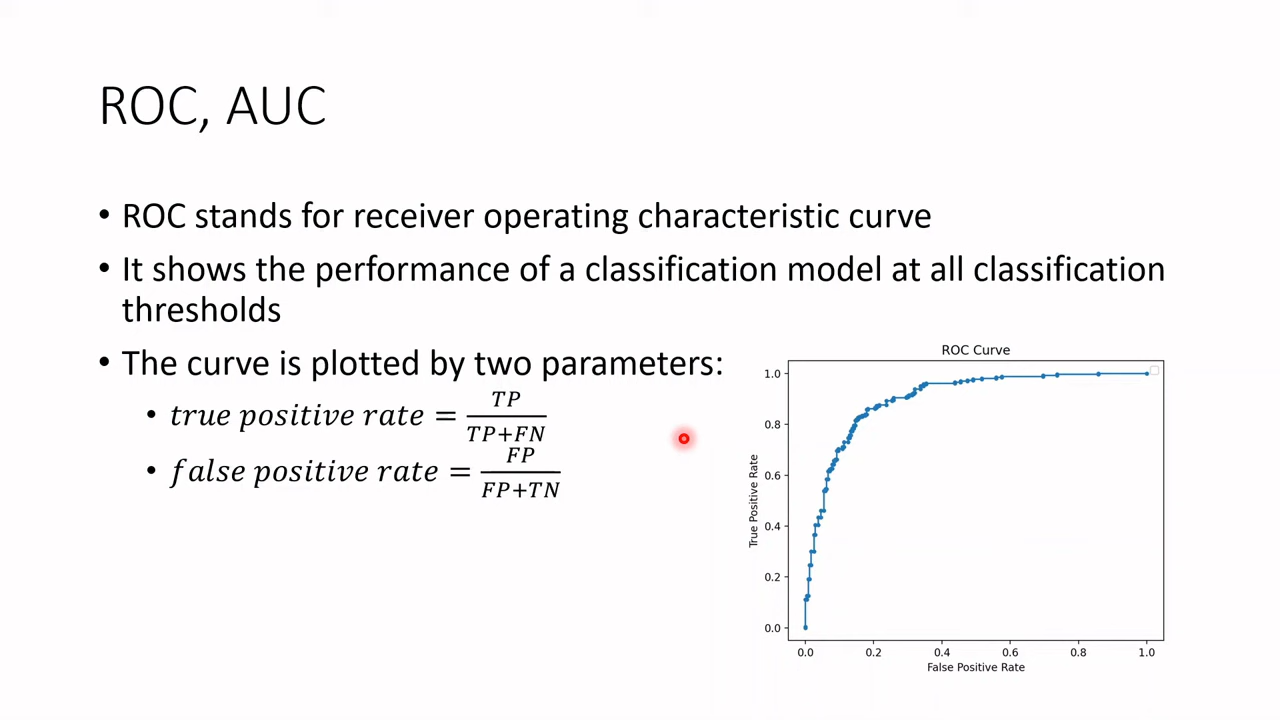 ROC, AUC
• ROC stands for receiver operating characteristic curve
• It shows the performance of a classification model at all classification
thresholds
• The curve is plotted by two parameters:
• true positive rate = TP / TP+FN
• false positive rate = FP / FP+TN
ROC Curve
1.0
0.8
0.6
0.4
0.2
0.0
True Positive Rate
0.0 0.2 0.4 0.6 0.8 1.0
False Positive Rate